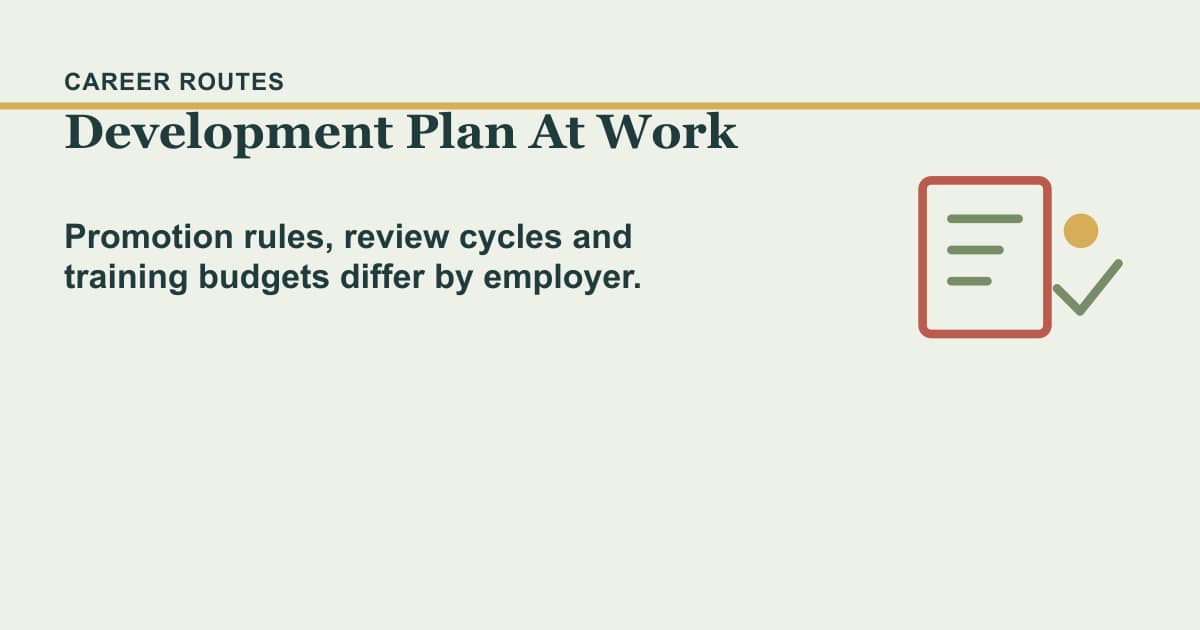 CAREER ROUTES
Development Plan At Work
Promotion rules, review cycles and
training budgets differ by employer.